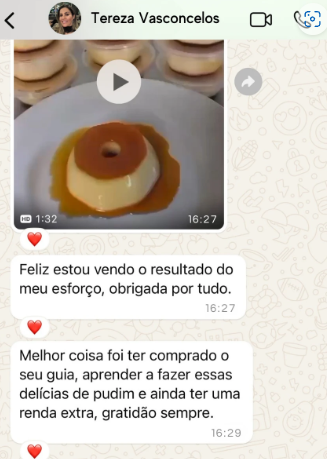 Tereza Vasconcelos
HD 1:32
16:27
Feliz estou vendo o resultado do
meu esforço, obrigada por tudo.
16:27
Melhor coisa foi ter comprado o
seu guia, aprender a fazer essas
delícias de pudim e ainda ter uma
renda extra, gratidão sempre.
16:29